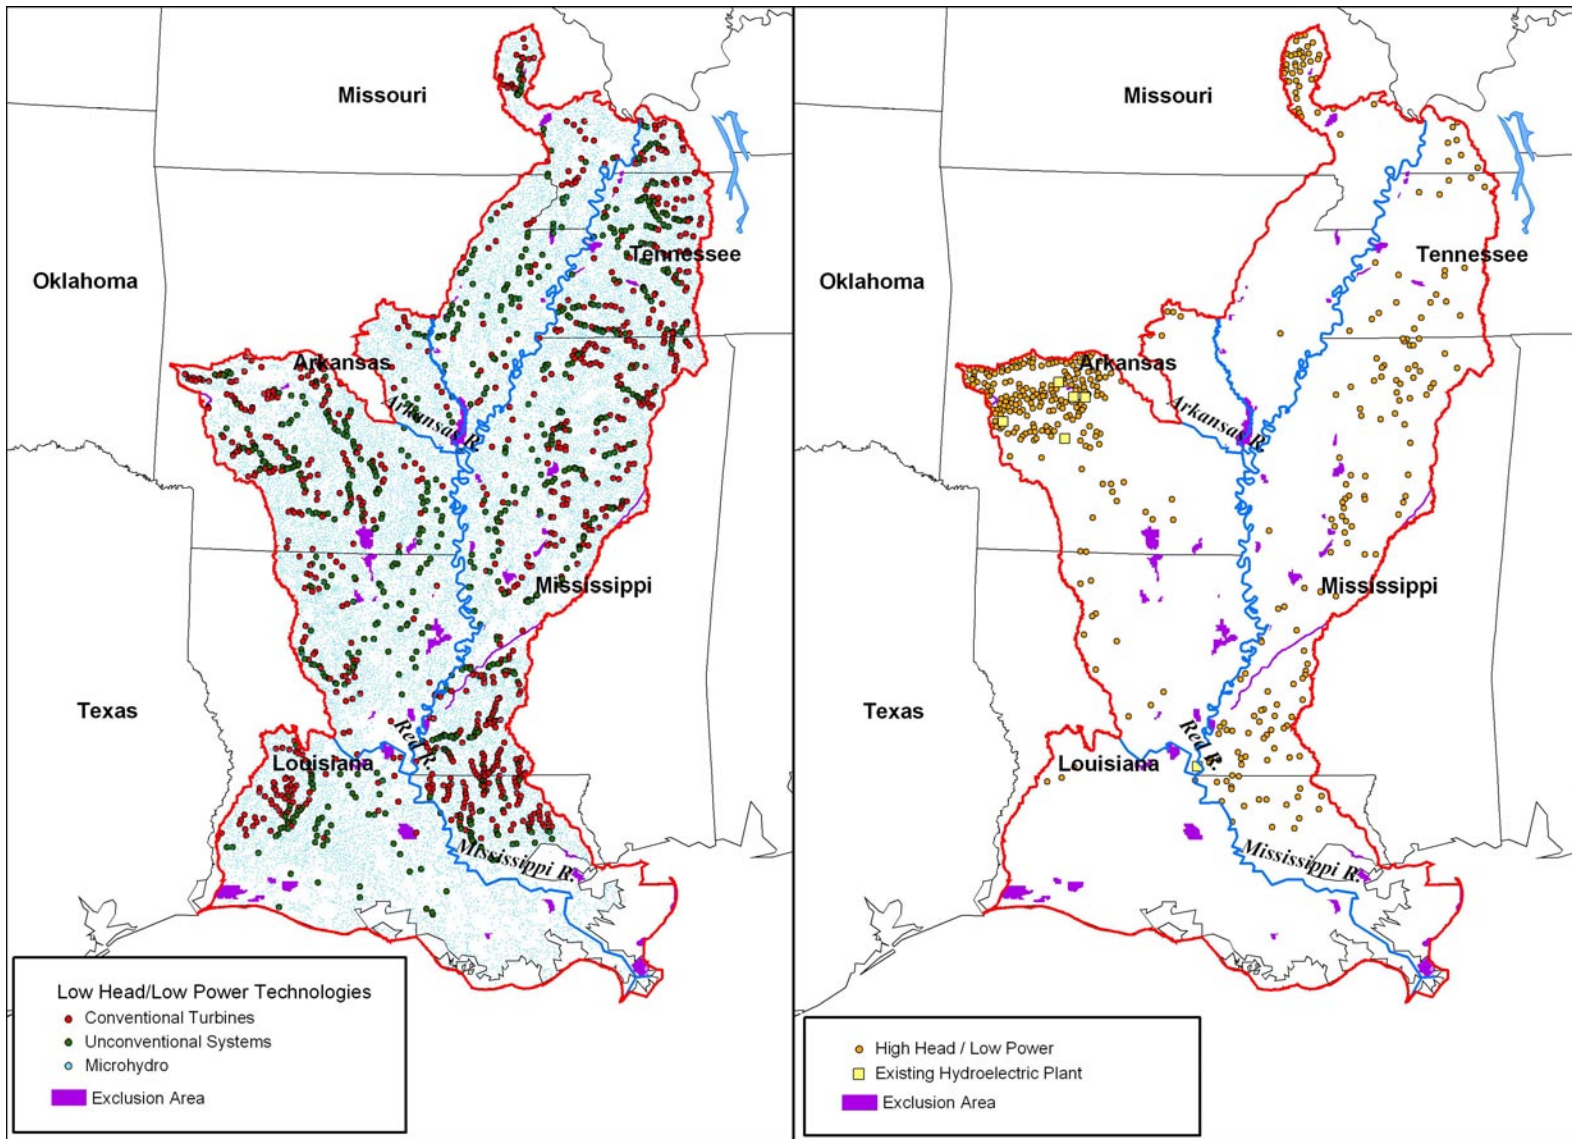 Missouri
Tennessee
Oklahoma
Arkansas
Arkansas R.
Mississippi
Texas
Red R.
Louisiana
Mississippi R.
Low Head/Low Power Technologies
Conventional Turbines
Unconventional Systems
Microhydro
Exclusion Area
Missouri
Tennessee
Oklahoma
Arkansas
Arkansas R.
Mississippi
Texas
Red R.
Louisiana
Mississippi R.
High Head / Low Power
Existing Hydroelectric Plant
Exclusion Area